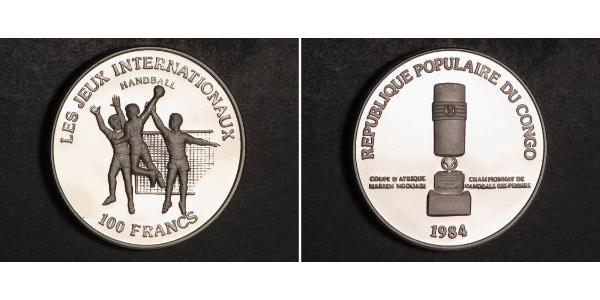 LES JEUX INTERNATIONAUX
HANDBALL
100 FRANCS
REPUBLIQUE POPULAIRE DU CONGO
COUPE D'AFRIQUE
MARIEN NGOUABI
CHAMPIONNAT DE
HANDBALL DES FEMMES
1984